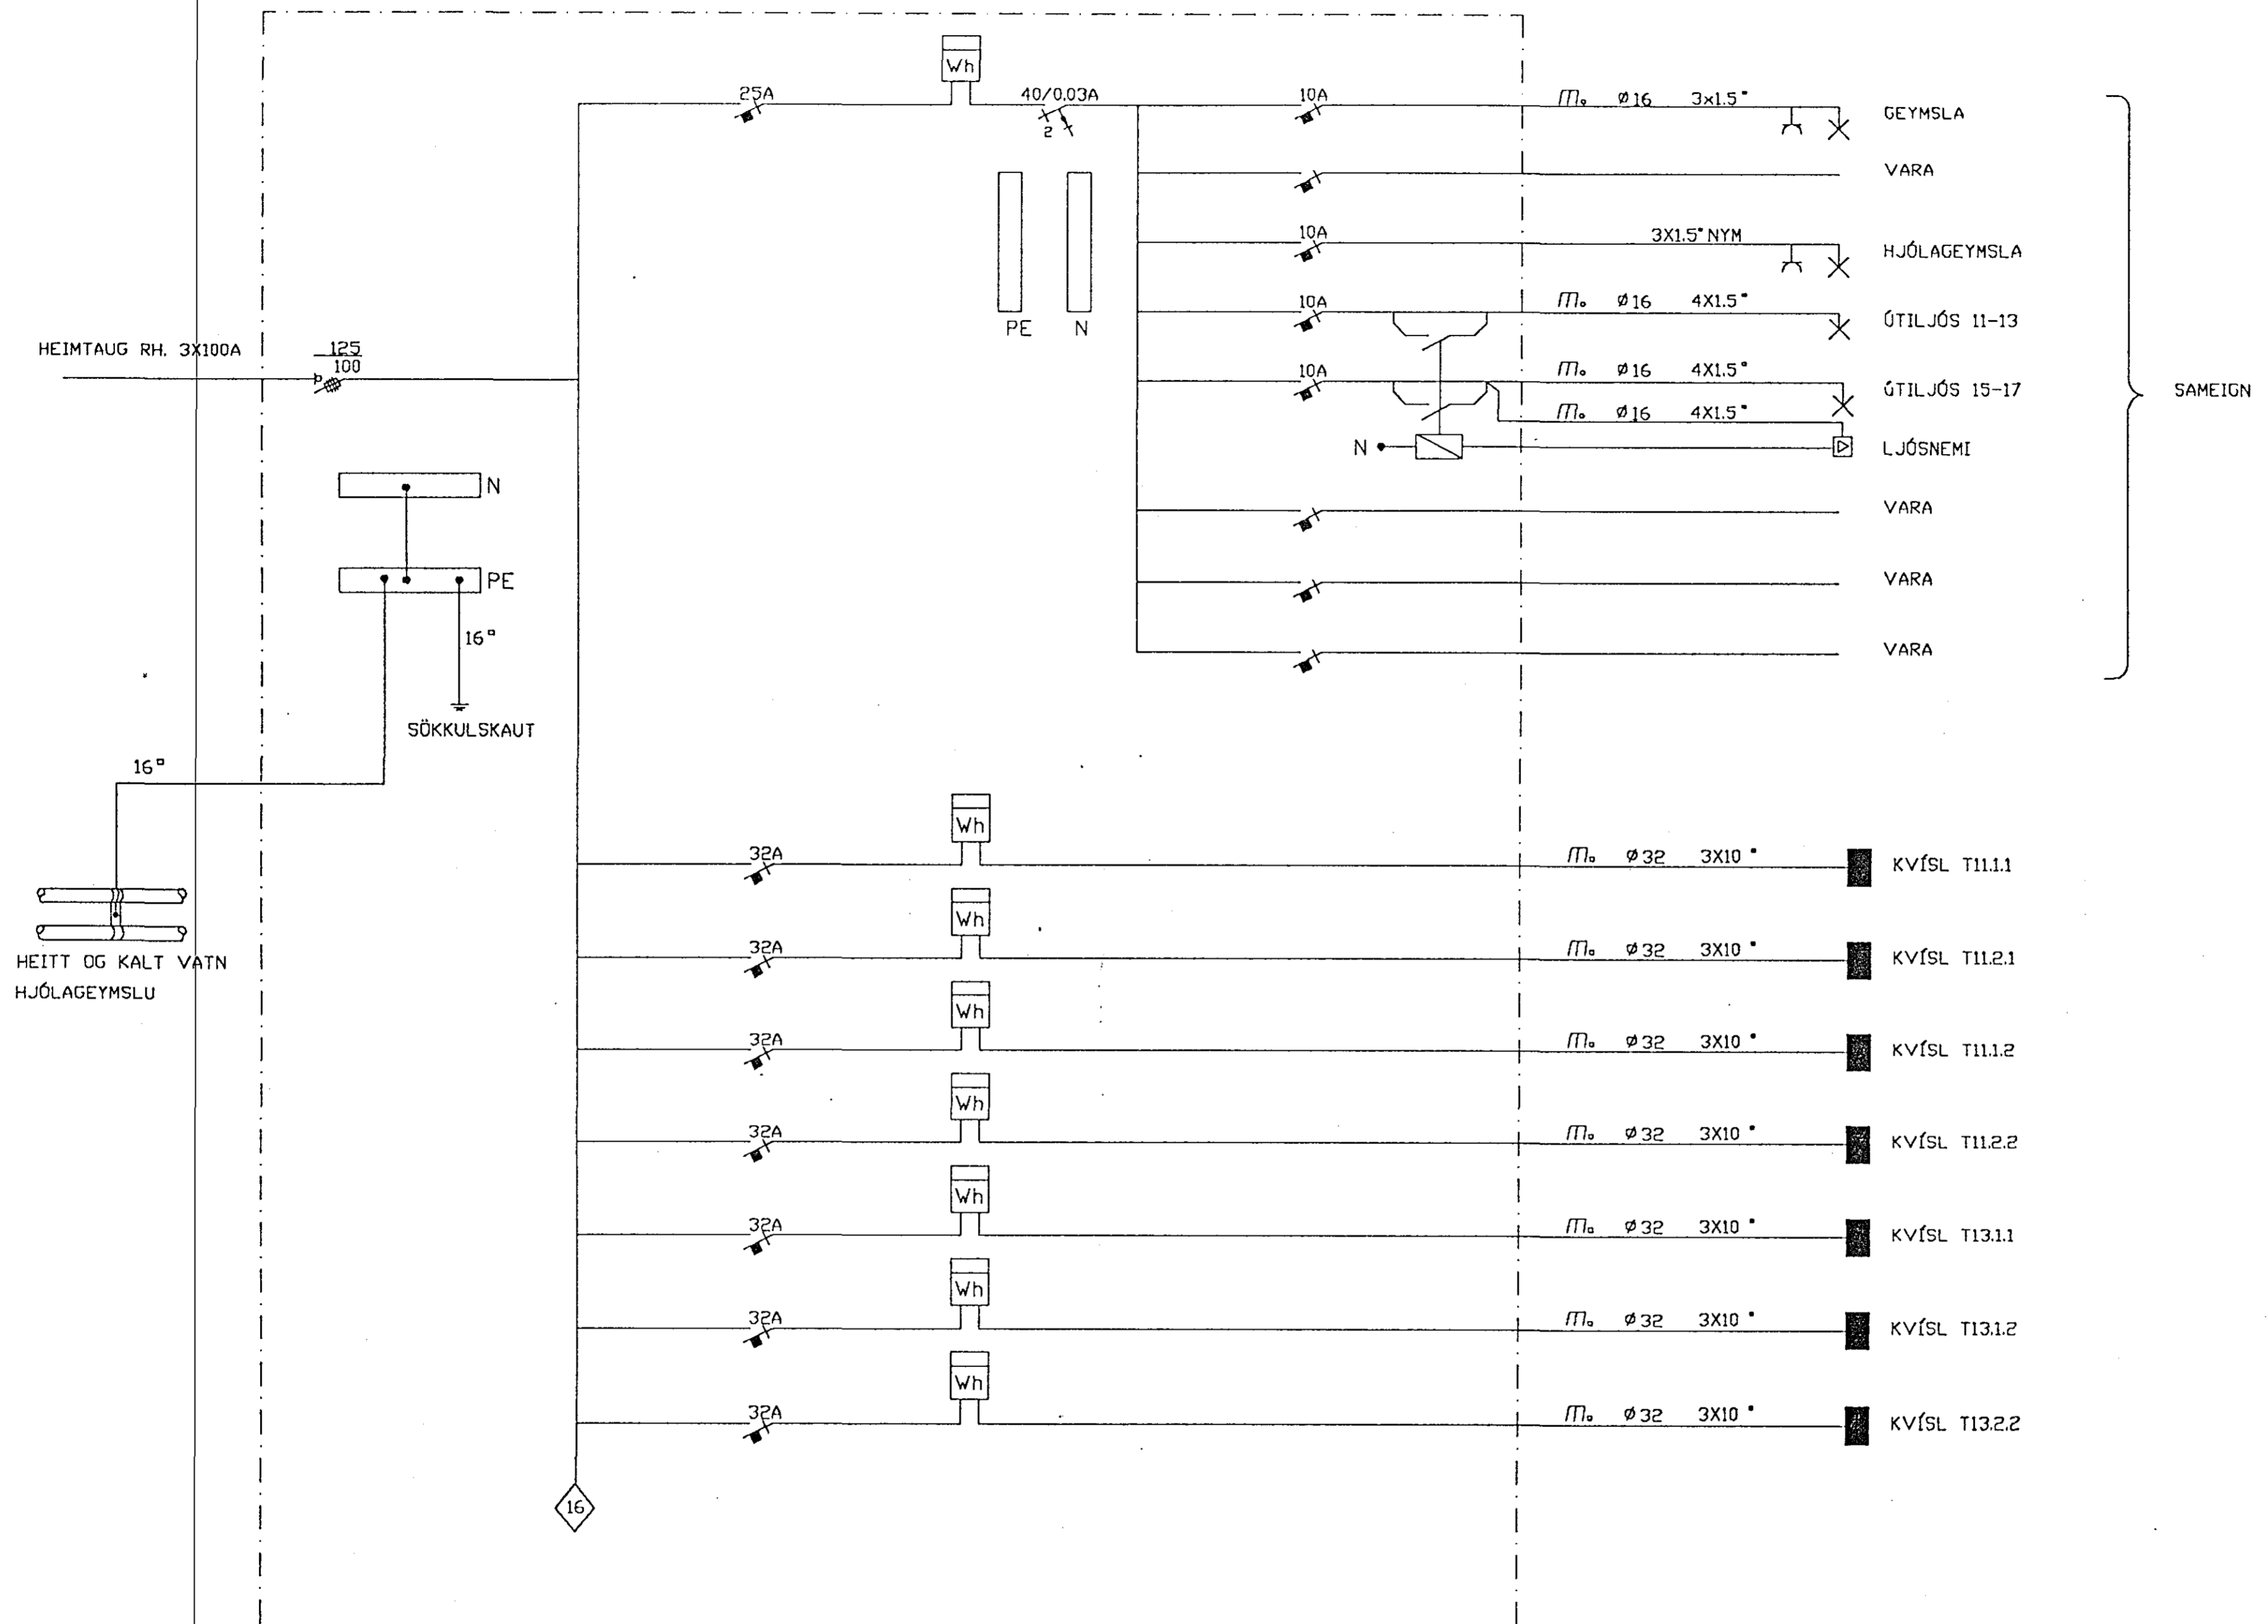 Wh
25A
40/0.03A
2
10A
m. ø16 3x1.5▫
GEYMSLA
VARA
10A
3X1.5▫ NYM
HJÓLAGEYMSLA
PE
N
10A
m. ø16 4X1.5▫
ÚTILJÓS 11-13
HEIMTAUG RH. 3X100A
125
100
10A
m. ø16 4X1.5▫
ÚTILJÓS 15-17
m. ø16 4X1.5▫
SAMEIGN
N
LJÓSNEMI
N
VARA
PE
VARA
16▫
VARA
SÖKKULSKAUT
16▫
HEITT OG KALT VATN
HJÓLAGEYMSLU
Wh
32A
m. ø32 3X10▫
KVÍSL T11.1.1
Wh
32A
m. ø32 3X10▫
KVÍSL T11.2.1
Wh
32A
m. ø32 3X10▫
KVÍSL T11.1.2
Wh
32A
m. ø32 3X10▫
KVÍSL T11.2.2
Wh
32A
m. ø32 3X10▫
KVÍSL T13.1.1
Wh
32A
m. ø32 3X10▫
KVÍSL T13.1.2
Wh
32A
m. ø32 3X10▫
KVÍSL T13.2.2
16